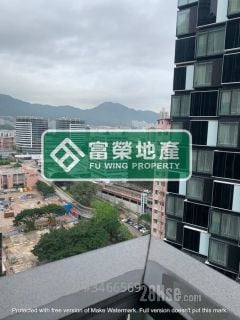 富榮地產
FU WING PROPERTY
#3466569
28Hse.com
Protected with free version of Make Watermark. Full version doesn't put this mark.